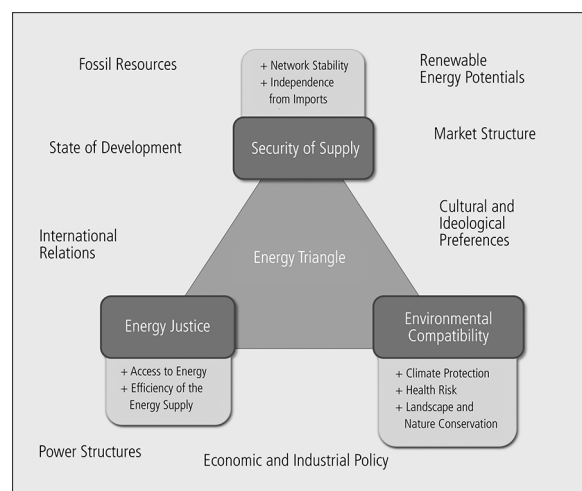 Fossil Resources
+ Network Stability
+ Independence
from Imports
Renewable
Energy Potentials
State of Development
Security of Supply
Market Structure
International
Relations
Energy Triangle
Cultural and
Ideological
Preferences
Energy Justice
+ Access to Energy
+ Efficiency of the
Energy Supply
Environmental
Compatibility
+ Climate Protection
+ Health Risk
+ Landscape and
Nature Conservation
Power Structures
Economic and Industrial Policy